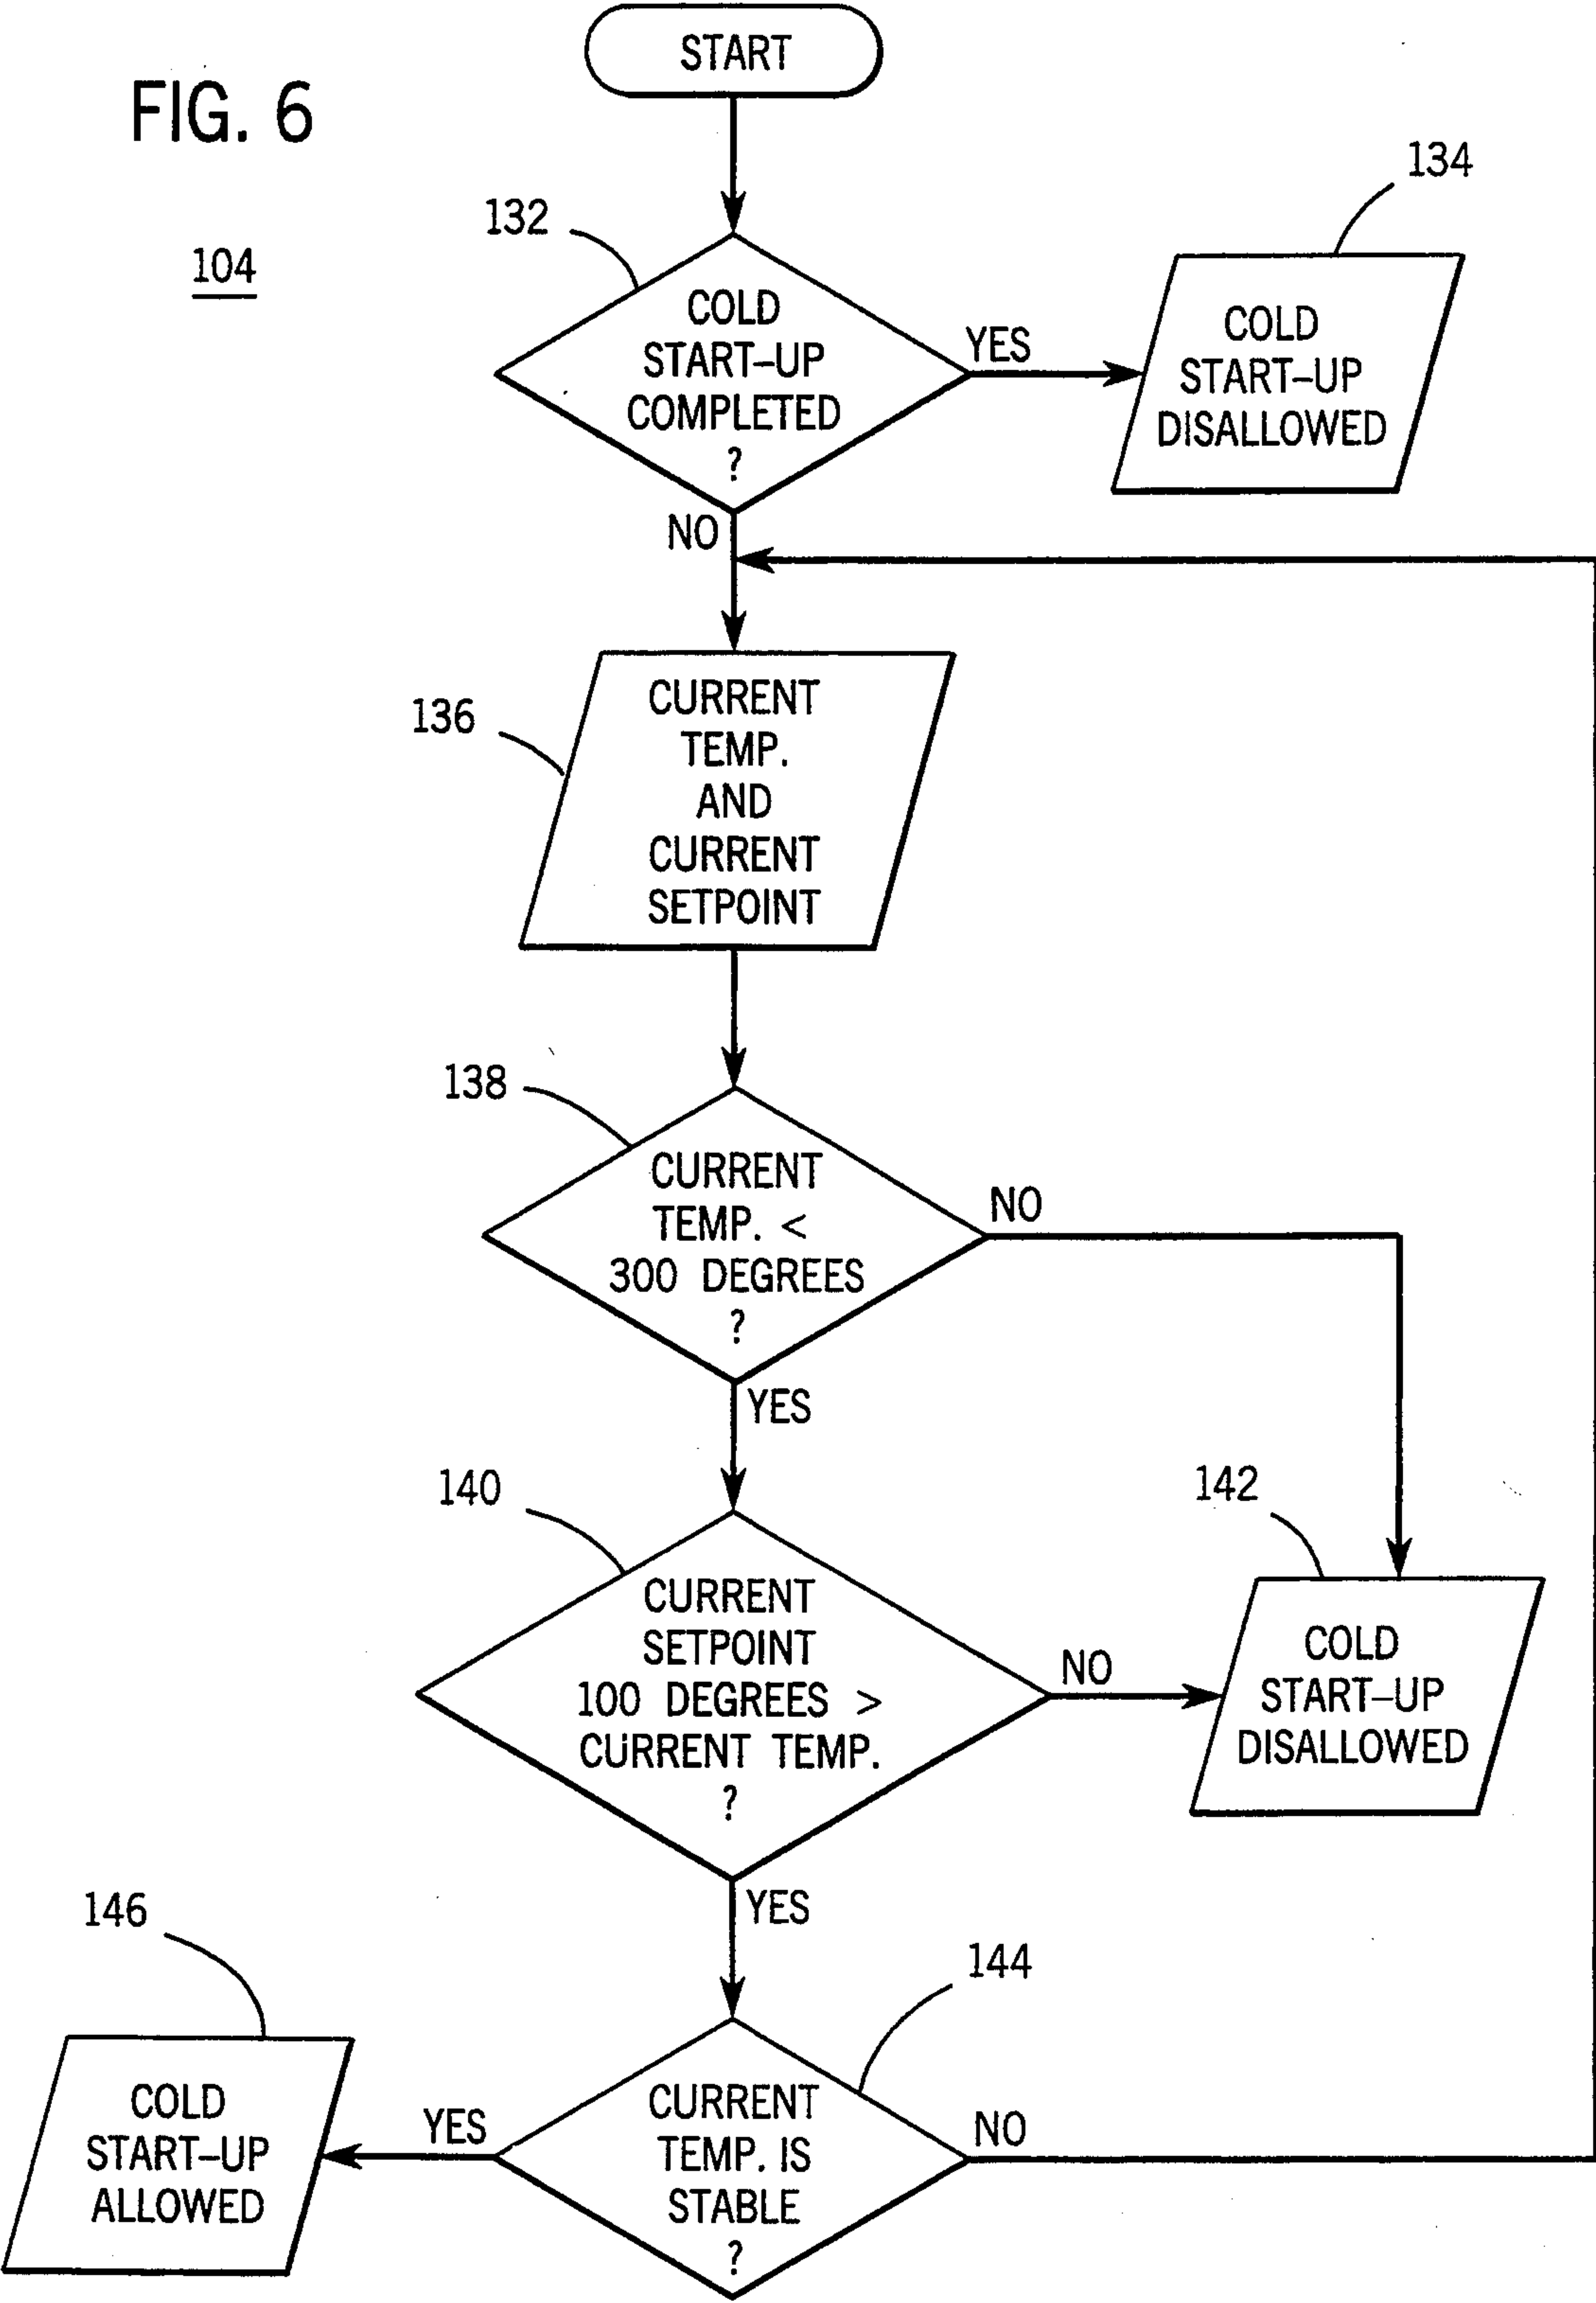 START
FIG. 6
134
132
104
COLD
START–UP
COMPLETED
?
YES
COLD
START–UP
DISALLOWED
NO
136
CURRENT
TEMP.
AND
CURRENT
SETPOINT
138
CURRENT
TEMP. <
300 DEGREES
?
NO
YES
140
142
CURRENT
SETPOINT
100 DEGREES >
CURRENT TEMP.
?
NO
COLD
START–UP
DISALLOWED
YES
146
144
COLD
START–UP
ALLOWED
YES
CURRENT
TEMP. IS
STABLE
?
NO